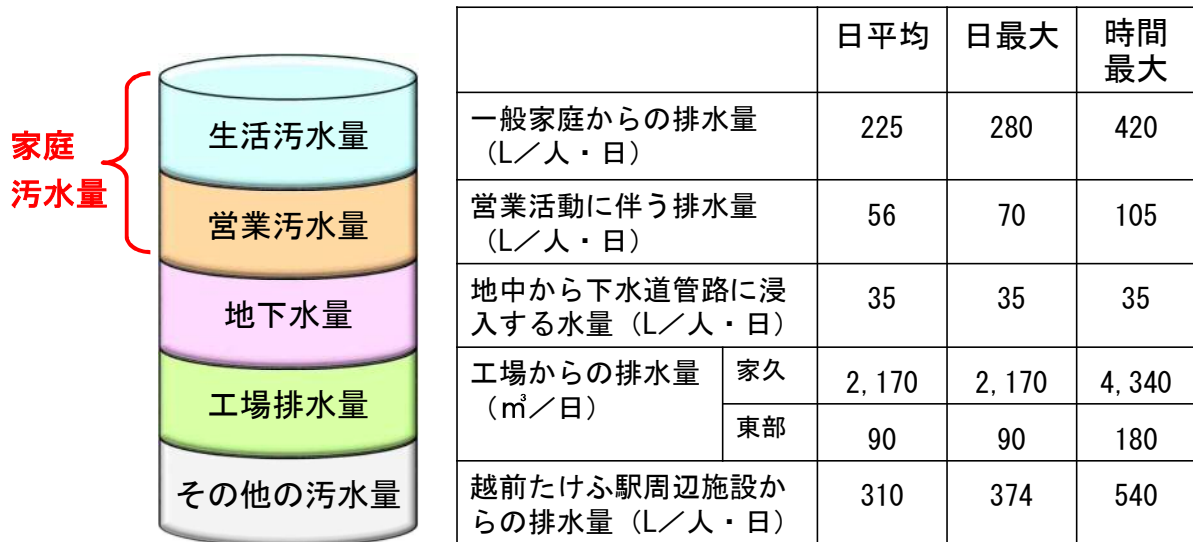 家庭
汚水量
生活汚水量
営業汚水量
地下水量
工場排水量
その他の汚水量
日平均 日最大 時間
最大
一般家庭からの排水量
（L／人・日） 225 280 420
営業活動に伴う排水量
（L／人・日） 56 70 105
地中から下水道管路に浸
入する水量（L／人・日） 35 35 35
工場からの排水量
（㎥／日） 家久 2,170 2,170 4,340
東部 90 90 180
越前たけふ駅周辺施設か
らの排水量（L／人・日） 310 374 540